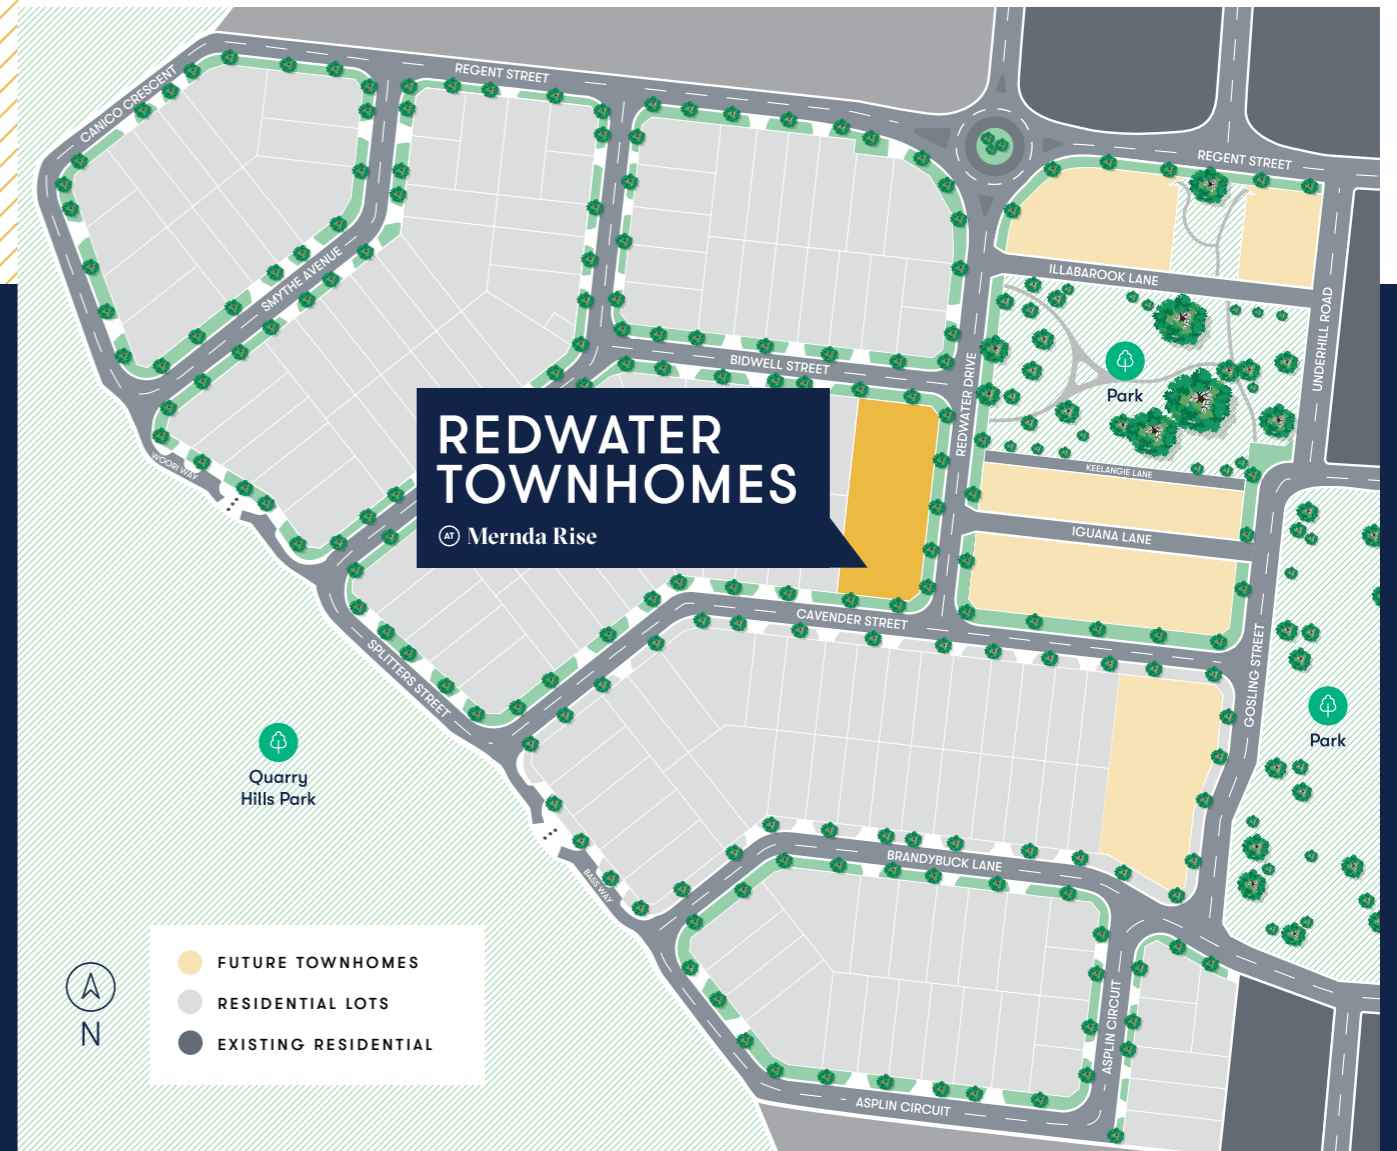 REGENT STREET
CANICO CRESCENT
REGENT STREET
SMYTHE AVENUE
ILLABAROOK LANE
UNDERHILL ROAD
BIDWELL STREET
REDWATER DRIVE
Park
REDWATER
TOWNHOMES
AT Mernda Rise
WOORI WAY
KEELANGIE LANE
IGUANA LANE
CAVENDER STREET
SPLITTERS STREET
GOSLING STREET
Park
Quarry
Hills Park
BRANDYBUCK LANE
BASS WAY
FUTURE TOWNHOMES
RESIDENTIAL LOTS
EXISTING RESIDENTIAL
N
ASPLIN CIRCUIT
ASPLIN CIRCUIT